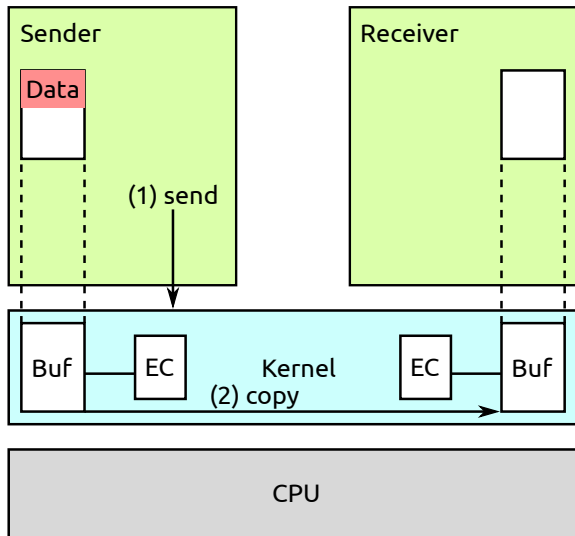 Sender
Receiver
Data
(1) send
Buf
EC
Kernel
EC
Buf
(2) copy
CPU